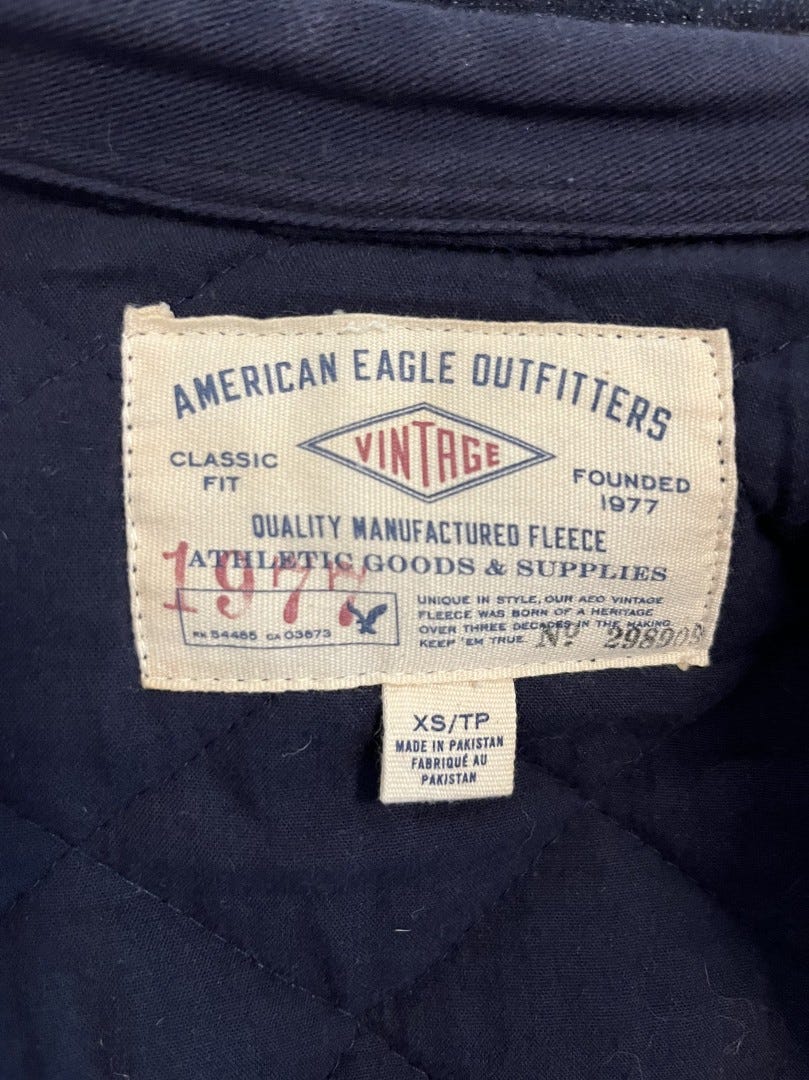 AMERICAN EAGLE OUTFITTERS
VINTAGE
CLASSIC
FIT
FOUNDED
1977
QUALITY MANUFACTURED FLEECE
ATHLETIC GOODS & SUPPLIES
1977
RN 54485 CA 03673
UNIQUE IN STYLE, OUR AEO VINTAGE
FLEECE WAS BORN OF A HERITAGE
OVER THREE DECADES IN THE MAKING
KEEP 'EM TRUE. Nº 298909
XS/TP
MADE IN PAKISTAN
FABRIQUÉ AU
PAKISTAN